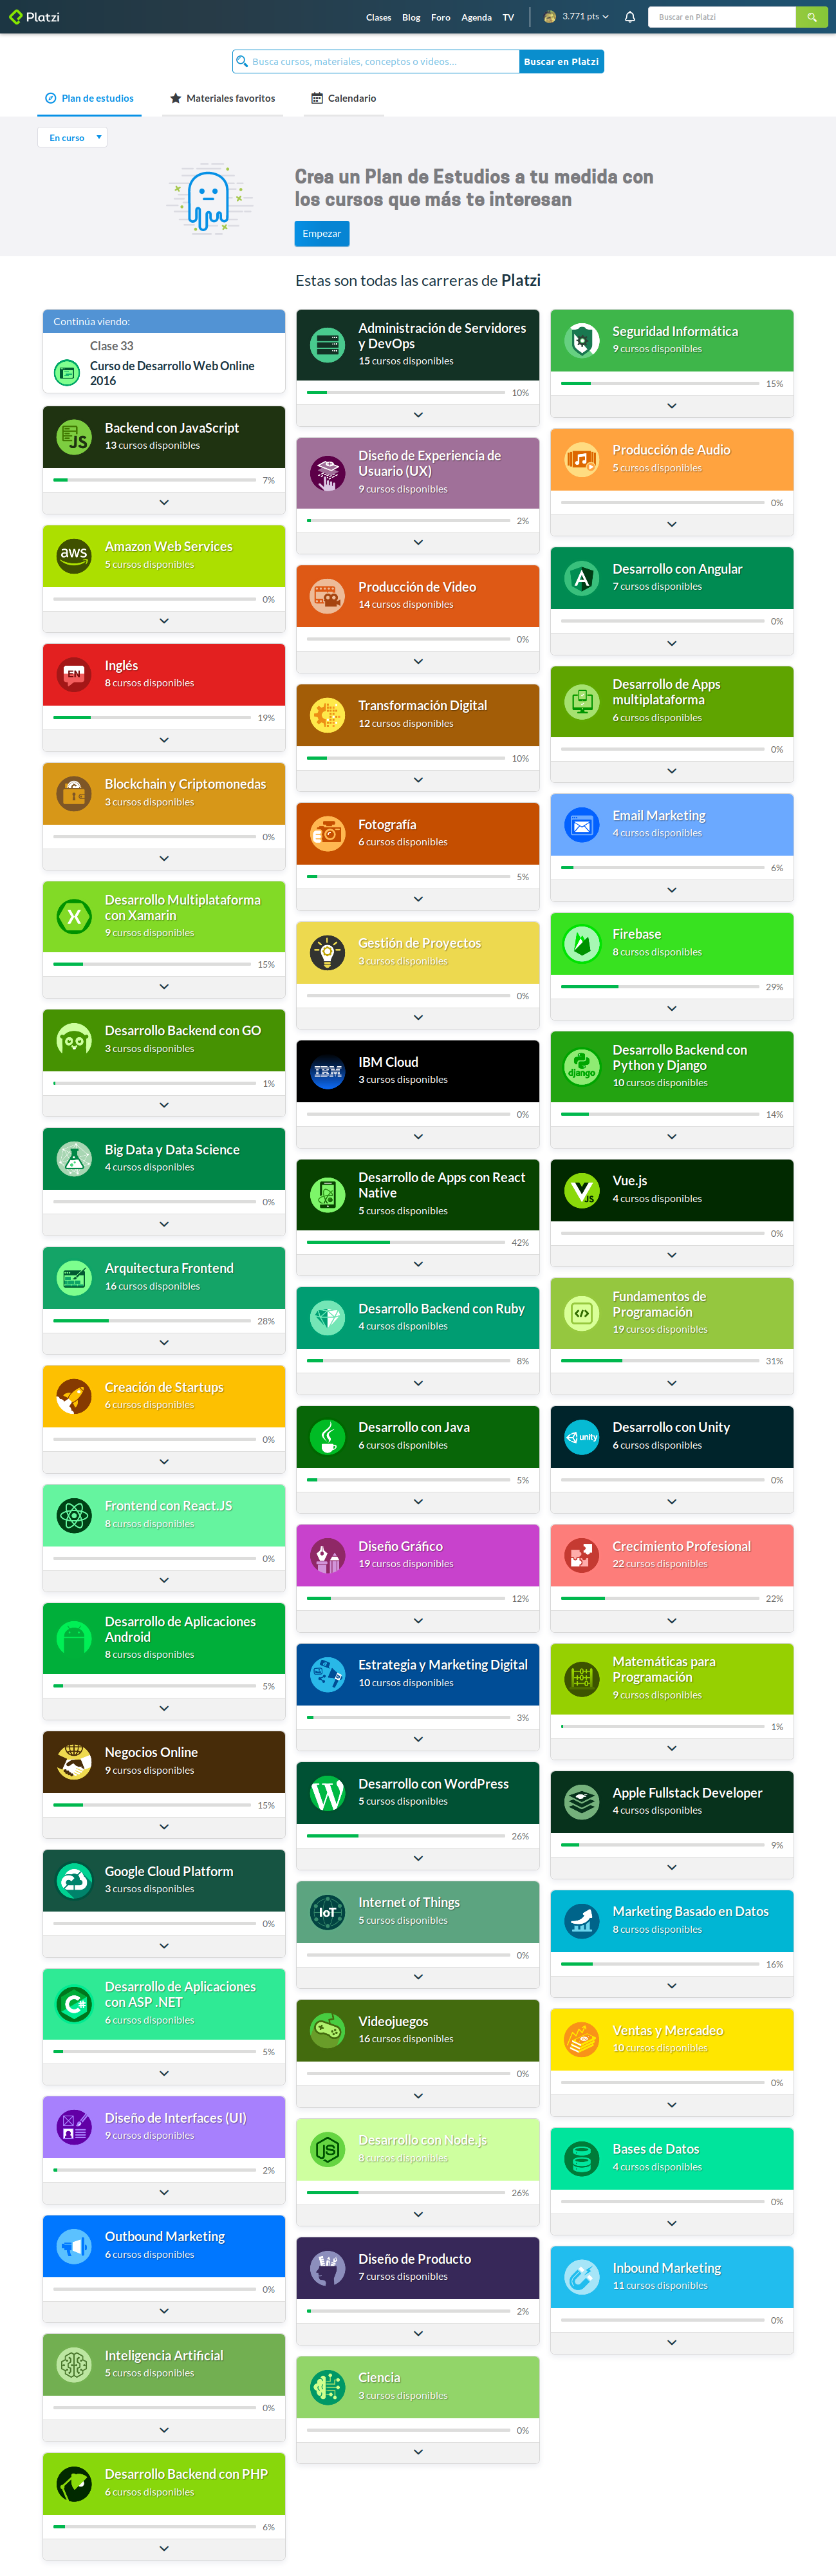 Platzi
Clases Blog Foro Agenda TV 3.771 pts Buscar en Platzi
Busca cursos, materiales, conceptos o videos... Buscar en Platzi
Plan de estudios Materiales favoritos Calendario
En curso
Crea un Plan de Estudios a tu medida con
los cursos que más te interesan
Empezar
Estas son todas las carreras de Platzi
Continúa viendo:
Clase 33
Curso de Desarrollo Web Online
2016
JS
Backend con JavaScript
13 cursos disponibles
7%
aws
Amazon Web Services
5 cursos disponibles
0%
EN
Inglés
8 cursos disponibles
19%
Blockchain y Criptomonedas
3 cursos disponibles
0%
X
Desarrollo Multiplataforma
con Xamarin
9 cursos disponibles
15%
Desarrollo Backend con GO
3 cursos disponibles
1%
Big Data y Data Science
4 cursos disponibles
0%
Arquitectura Frontend
16 cursos disponibles
28%
Creación de Startups
6 cursos disponibles
0%
Frontend con React.JS
8 cursos disponibles
0%
Desarrollo de Aplicaciones
Android
8 cursos disponibles
5%
Negocios Online
9 cursos disponibles
15%
Google Cloud Platform
3 cursos disponibles
0%
C#
Desarrollo de Aplicaciones
con ASP .NET
6 cursos disponibles
5%
Diseño de Interfaces (UI)
9 cursos disponibles
2%
Outbound Marketing
6 cursos disponibles
0%
Inteligencia Artificial
5 cursos disponibles
0%
Desarrollo Backend con PHP
6 cursos disponibles
6%
Administración de Servidores
y DevOps
15 cursos disponibles
10%
Diseño de Experiencia de
Usuario (UX)
9 cursos disponibles
2%
Producción de Video
14 cursos disponibles
0%
Transformación Digital
12 cursos disponibles
10%
Fotografía
6 cursos disponibles
5%
Gestión de Proyectos
3 cursos disponibles
0%
IBM
IBM Cloud
3 cursos disponibles
0%
Desarrollo de Apps con React
Native
5 cursos disponibles
42%
Desarrollo Backend con Ruby
4 cursos disponibles
8%
Desarrollo con Java
6 cursos disponibles
5%
Diseño Gráfico
19 cursos disponibles
12%
Estrategia y Marketing Digital
10 cursos disponibles
3%
W
Desarrollo con WordPress
5 cursos disponibles
26%
IoT
Internet of Things
5 cursos disponibles
0%
Videojuegos
16 cursos disponibles
0%
JS
Desarrollo con Node.js
8 cursos disponibles
26%
Diseño de Producto
7 cursos disponibles
2%
Ciencia
3 cursos disponibles
0%
Seguridad Informática
9 cursos disponibles
15%
Producción de Audio
5 cursos disponibles
0%
A
Desarrollo con Angular
7 cursos disponibles
0%
Desarrollo de Apps
multiplataforma
6 cursos disponibles
0%
Email Marketing
4 cursos disponibles
6%
Firebase
8 cursos disponibles
29%
django
Desarrollo Backend con
Python y Django
10 cursos disponibles
14%
JS
Vue.js
4 cursos disponibles
0%
</>
Fundamentos de
Programación
19 cursos disponibles
31%
unity
Desarrollo con Unity
6 cursos disponibles
0%
Crecimiento Profesional
22 cursos disponibles
22%
Matemáticas para
Programación
9 cursos disponibles
1%
Apple Fullstack Developer
4 cursos disponibles
9%
Marketing Basado en Datos
8 cursos disponibles
16%
Ventas y Mercadeo
10 cursos disponibles
0%
Bases de Datos
4 cursos disponibles
0%
Inbound Marketing
11 cursos disponibles
0%